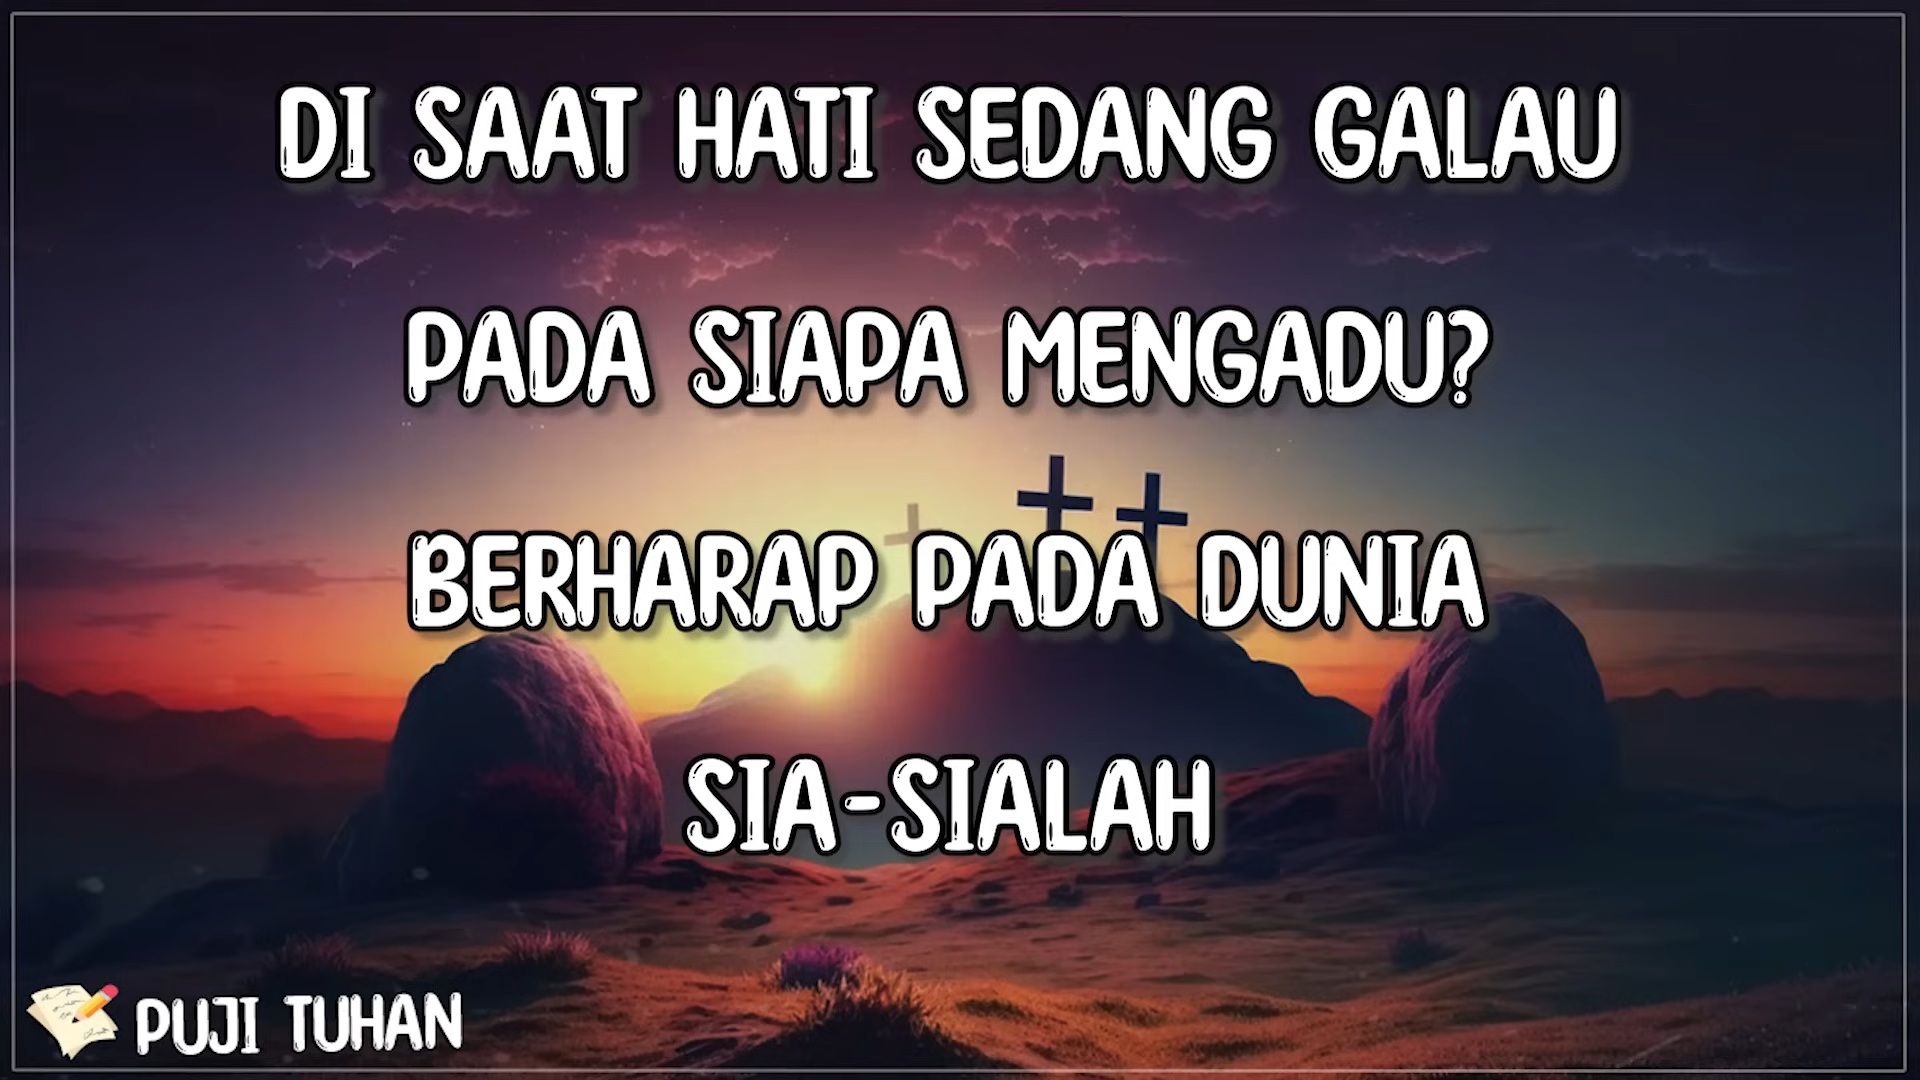 DI SAAT HATI SEDANG GALAU
PADA SIAPA MENGADU?
BERHARAP PADA DUNIA
SIA-SIALAH
PUJI TUHAN